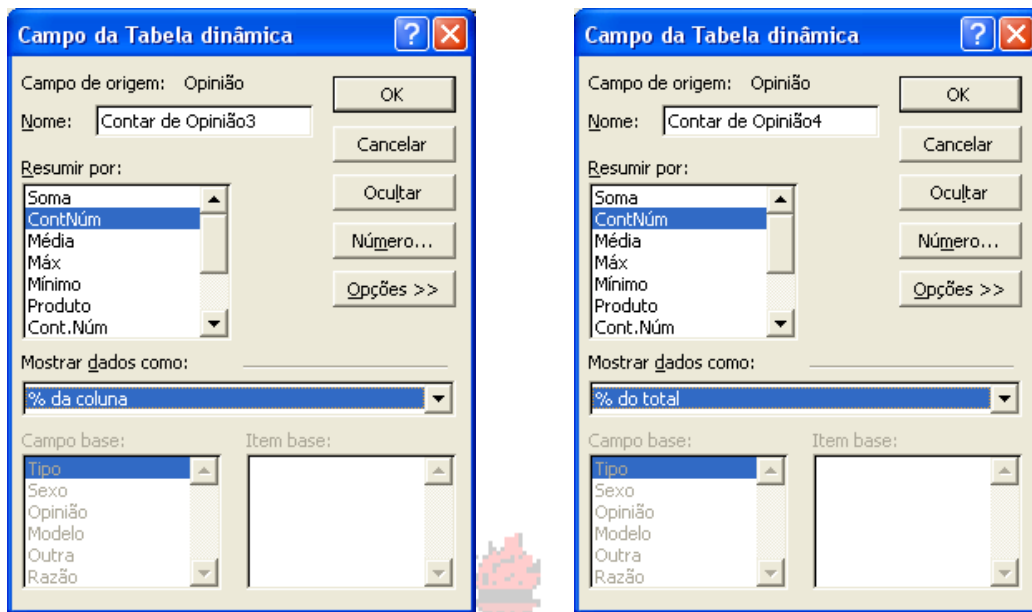 Campo da Tabela dinâmica
Campo de origem: Opinião
Nome: Contar de Opinião3
Resumir por:
Soma
ContNúm
Média
Máx
Mínimo
Produto
Cont.Núm
OK
Cancelar
Ocultar
Número...
Opções >>
Mostrar dados como:
% da coluna
Campo base:
Tipo
Sexo
Opinião
Modelo
Outra
Razão
Item base:
Campo da Tabela dinâmica
Campo de origem: Opinião
Nome: Contar de Opinião4
Resumir por:
Soma
ContNúm
Média
Máx
Mínimo
Produto
Cont.Núm
OK
Cancelar
Ocultar
Número...
Opções >>
Mostrar dados como:
% do total
Campo base:
Tipo
Sexo
Opinião
Modelo
Outra
Razão
Item base: